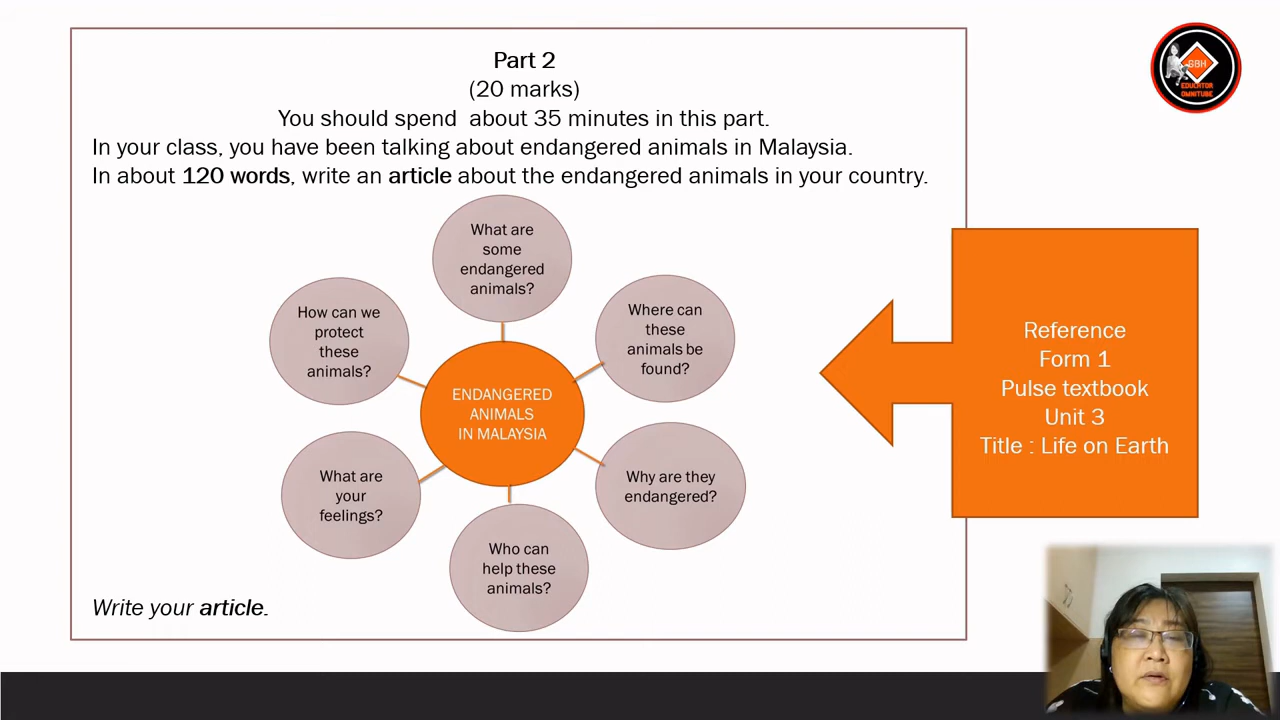 Part 2
(20 marks)
You should spend  about 35 minutes in this part.
In your class, you have been talking about endangered animals in Malaysia.
In about 120 words, write an article about the endangered animals in your country.
What are
some
endangered
animals?
Where can
these
animals be
found?
Why are they
endangered?
Who can
help these
animals?
What are
your
feelings?
How can we
protect
these
animals?
ENDANGERED
ANIMALS
IN MALAYSIA
Write your article.
Reference
Form 1
Pulse textbook
Unit 3
Title : Life on Earth
GBH
EDUCATOR
OMNITUBE